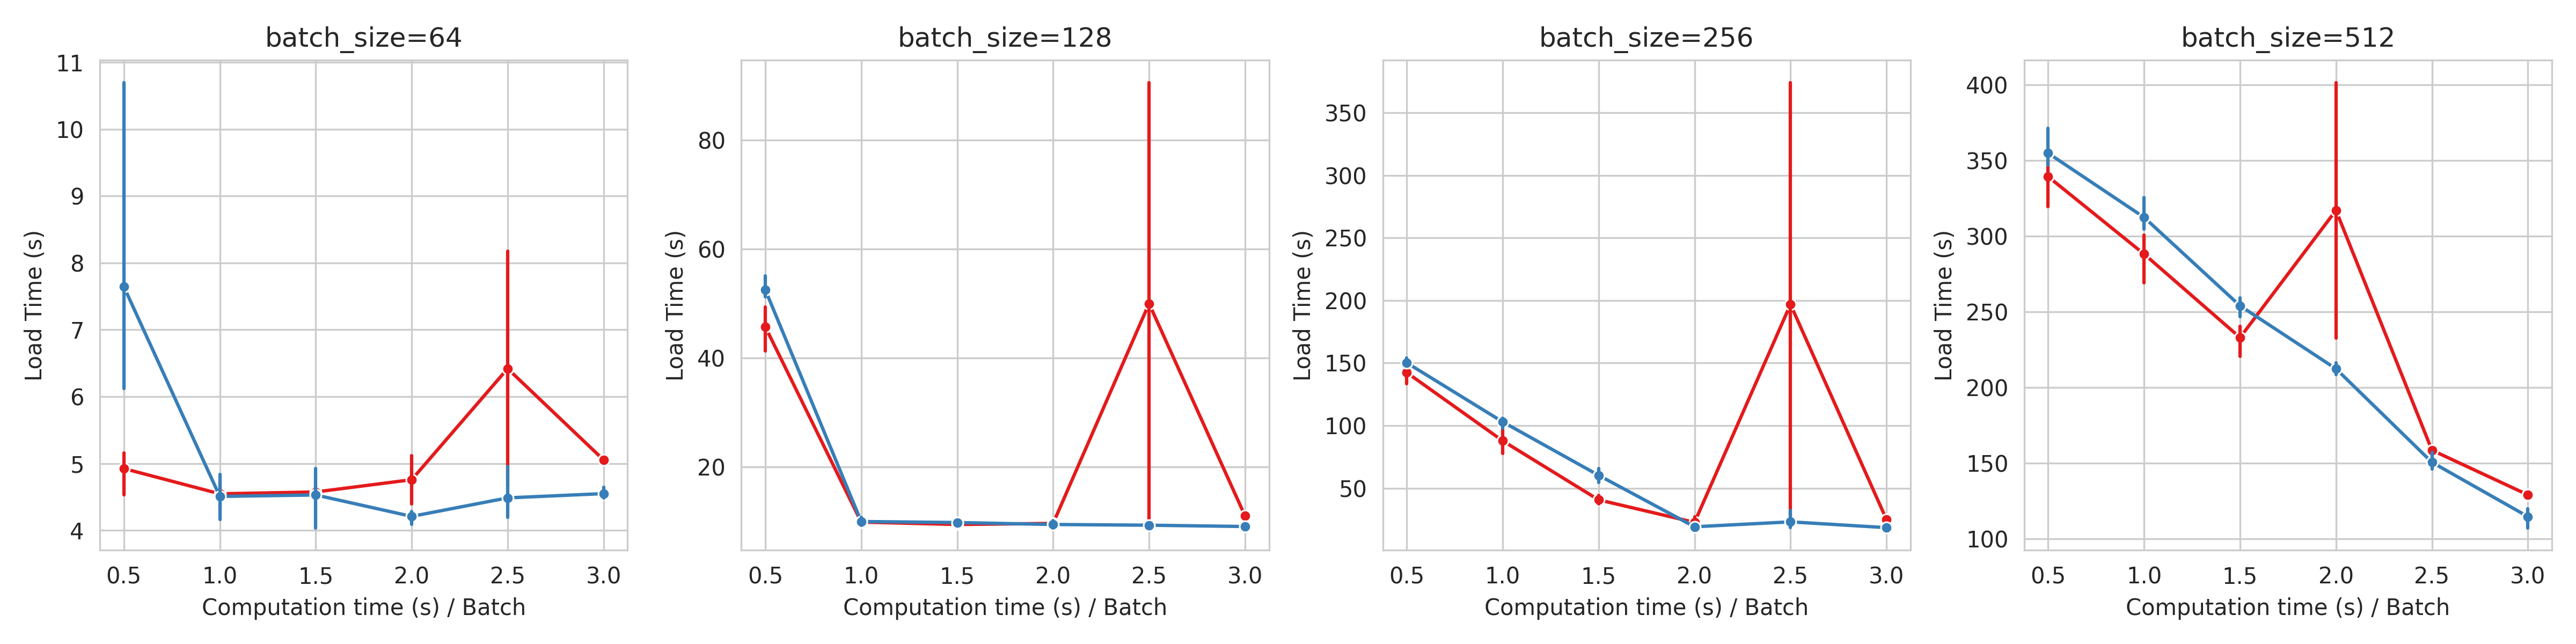 batch_size=64
11
10
9
8
7
6
5
4
Load Time (s)
0.5 1.0 1.5 2.0 2.5 3.0
Computation time (s) / Batch
batch_size=128
80
60
40
20
Load Time (s)
0.5 1.0 1.5 2.0 2.5 3.0
Computation time (s) / Batch
batch_size=256
350
300
250
200
150
100
50
Load Time (s)
0.5 1.0 1.5 2.0 2.5 3.0
Computation time (s) / Batch
batch_size=512
400
350
300
250
200
150
100
Load Time (s)
0.5 1.0 1.5 2.0 2.5 3.0
Computation time (s) / Batch